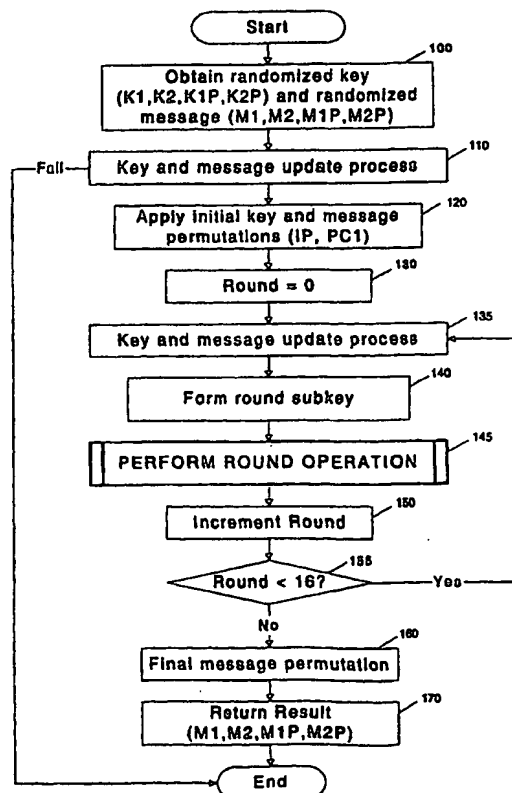 Start
100
Obtain randomized key
(K1,K2,K1P,K2P) and randomized
message (M1,M2,M1P,M2P)
110
Fail
Key and message update process
120
Apply initial key and message
permutations (IP, PC1)
130
Round = 0
135
Key and message update process
140
Form round subkey
145
PERFORM ROUND OPERATION
150
Increment Round
155
Round < 16?
Yes
No
160
Final message permutation
170
Return Result
(M1,M2,M1P,M2P)
End